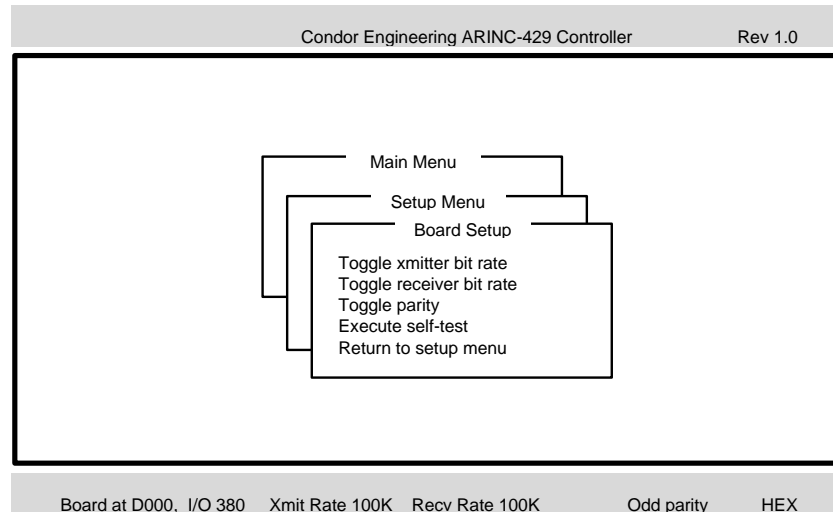 Condor Engineering ARINC-429 Controller Rev 1.0
Main Menu
Setup Menu
Board Setup
Toggle xmitter bit rate
Toggle receiver bit rate
Toggle parity
Execute self-test
Return to setup menu
Board at D000, I/O 380 Xmit Rate 100K Recv Rate 100K Odd parity HEX